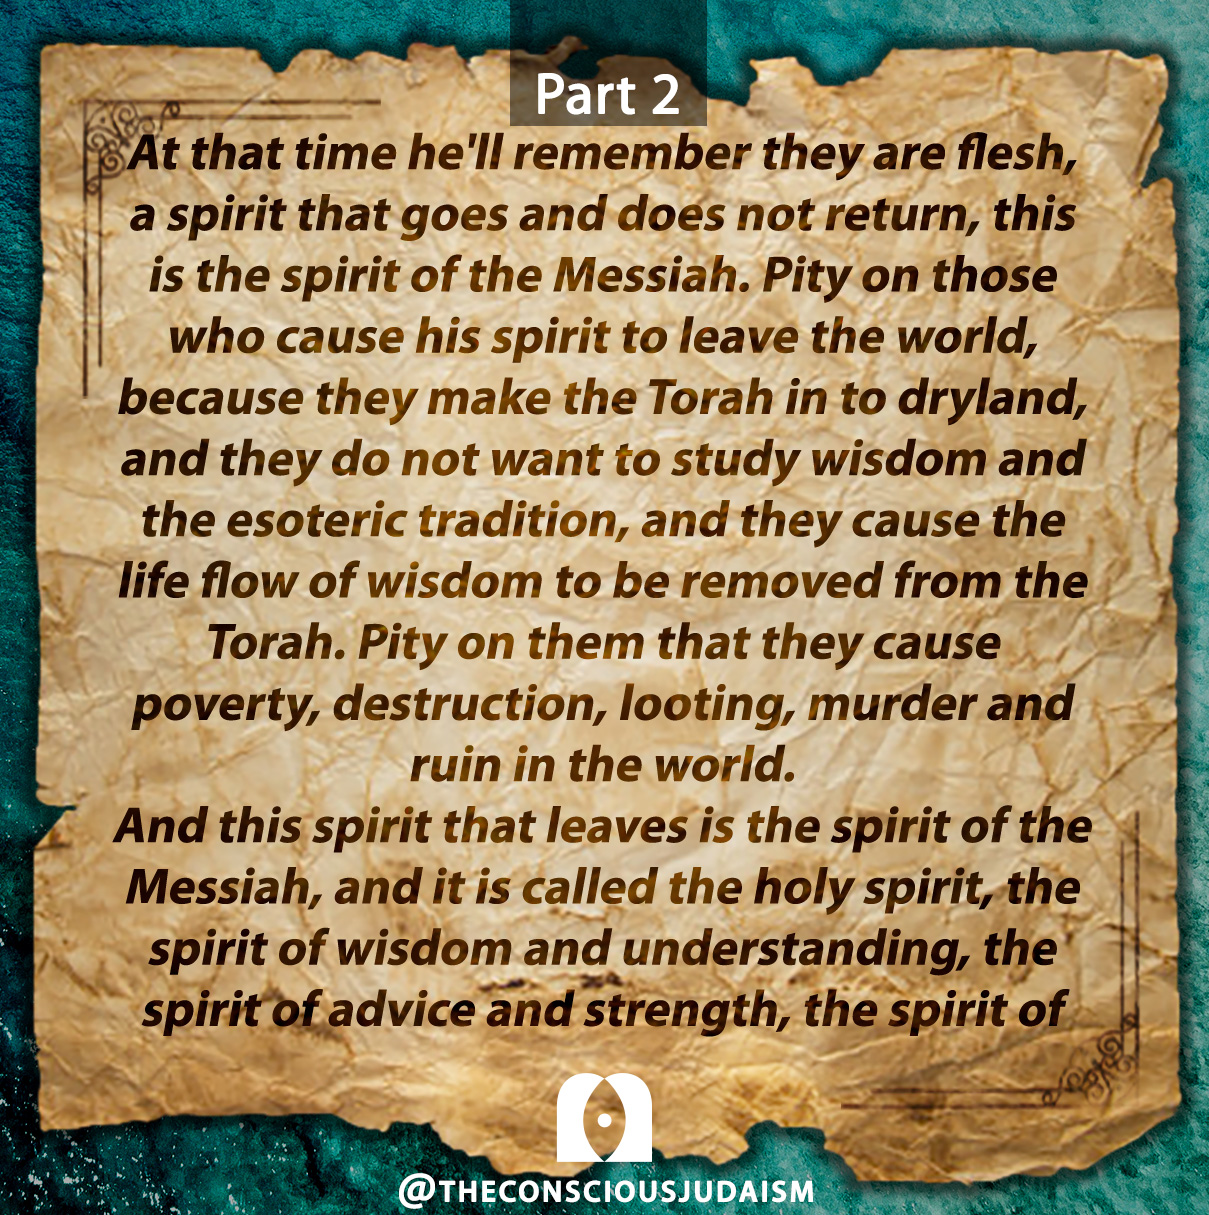 Part 2
At that time he'll remember they are flesh,
a spirit that goes and does not return, this
is the spirit of the Messiah. Pity on those
who cause his spirit to leave the world,
because they make the Torah in to dryland,
and they do not want to study wisdom and
the esoteric tradition, and they cause the
life flow of wisdom to be removed from the
Torah. Pity on them that they cause
poverty, destruction, looting, murder and
ruin in the world.
And this spirit that leaves is the spirit of the
Messiah, and it is called the holy spirit, the
spirit of wisdom and understanding, the
spirit of advice and strength, the spirit of
@THECONSCIOUSJUDAISM